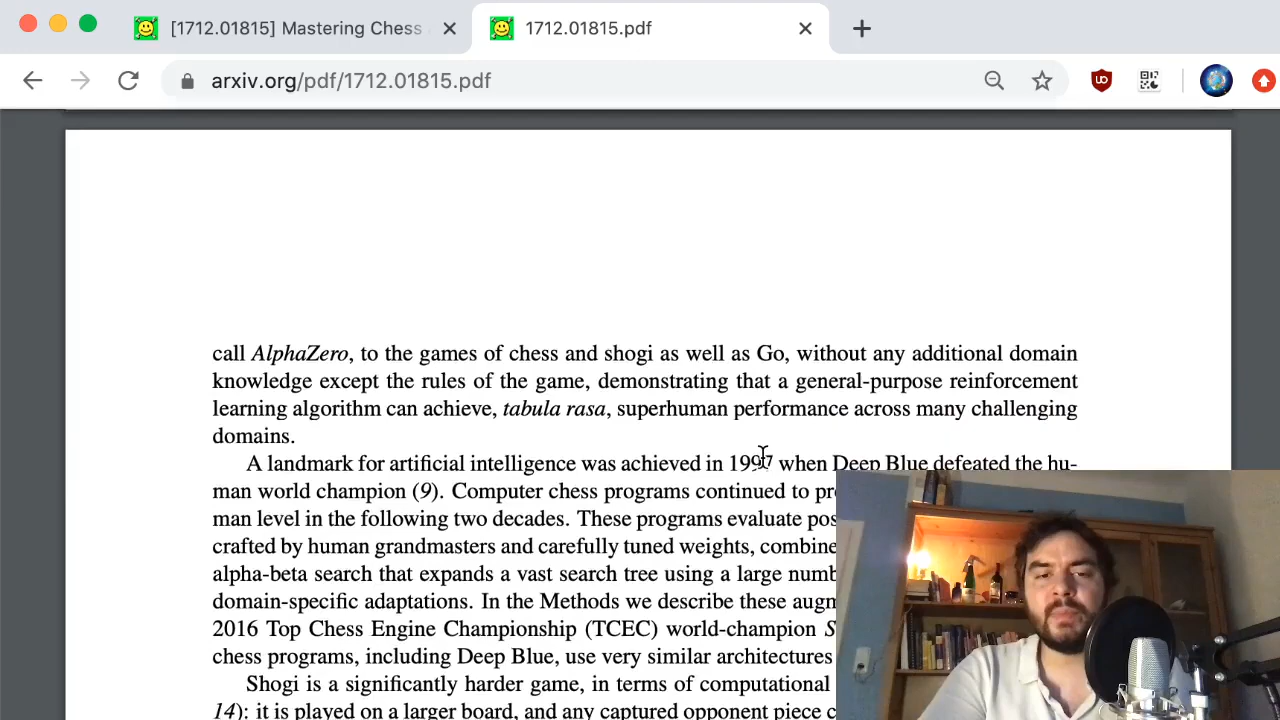 [1712.01815] Mastering Chess
1712.01815.pdf
arxiv.org/pdf/1712.01815.pdf
call AlphaZero, to the games of chess and shogi as well as Go, without any additional domain
knowledge except the rules of the game, demonstrating that a general-purpose reinforcement
learning algorithm can achieve, tabula rasa, superhuman performance across many challenging
domains.
A landmark for artificial intelligence was achieved in 1997 when Deep Blue defeated the hu-
man world champion (9). Computer chess programs continued to pr
man level in the following two decades. These programs evaluate pos
crafted by human grandmasters and carefully tuned weights, combine
alpha-beta search that expands a vast search tree using a large numb
domain-specific adaptations. In the Methods we describe these augm
2016 Top Chess Engine Championship (TCEC) world-champion S
chess programs, including Deep Blue, use very similar architectures
Shogi is a significantly harder game, in terms of computational
14): it is played on a larger board, and any captured opponent piece c